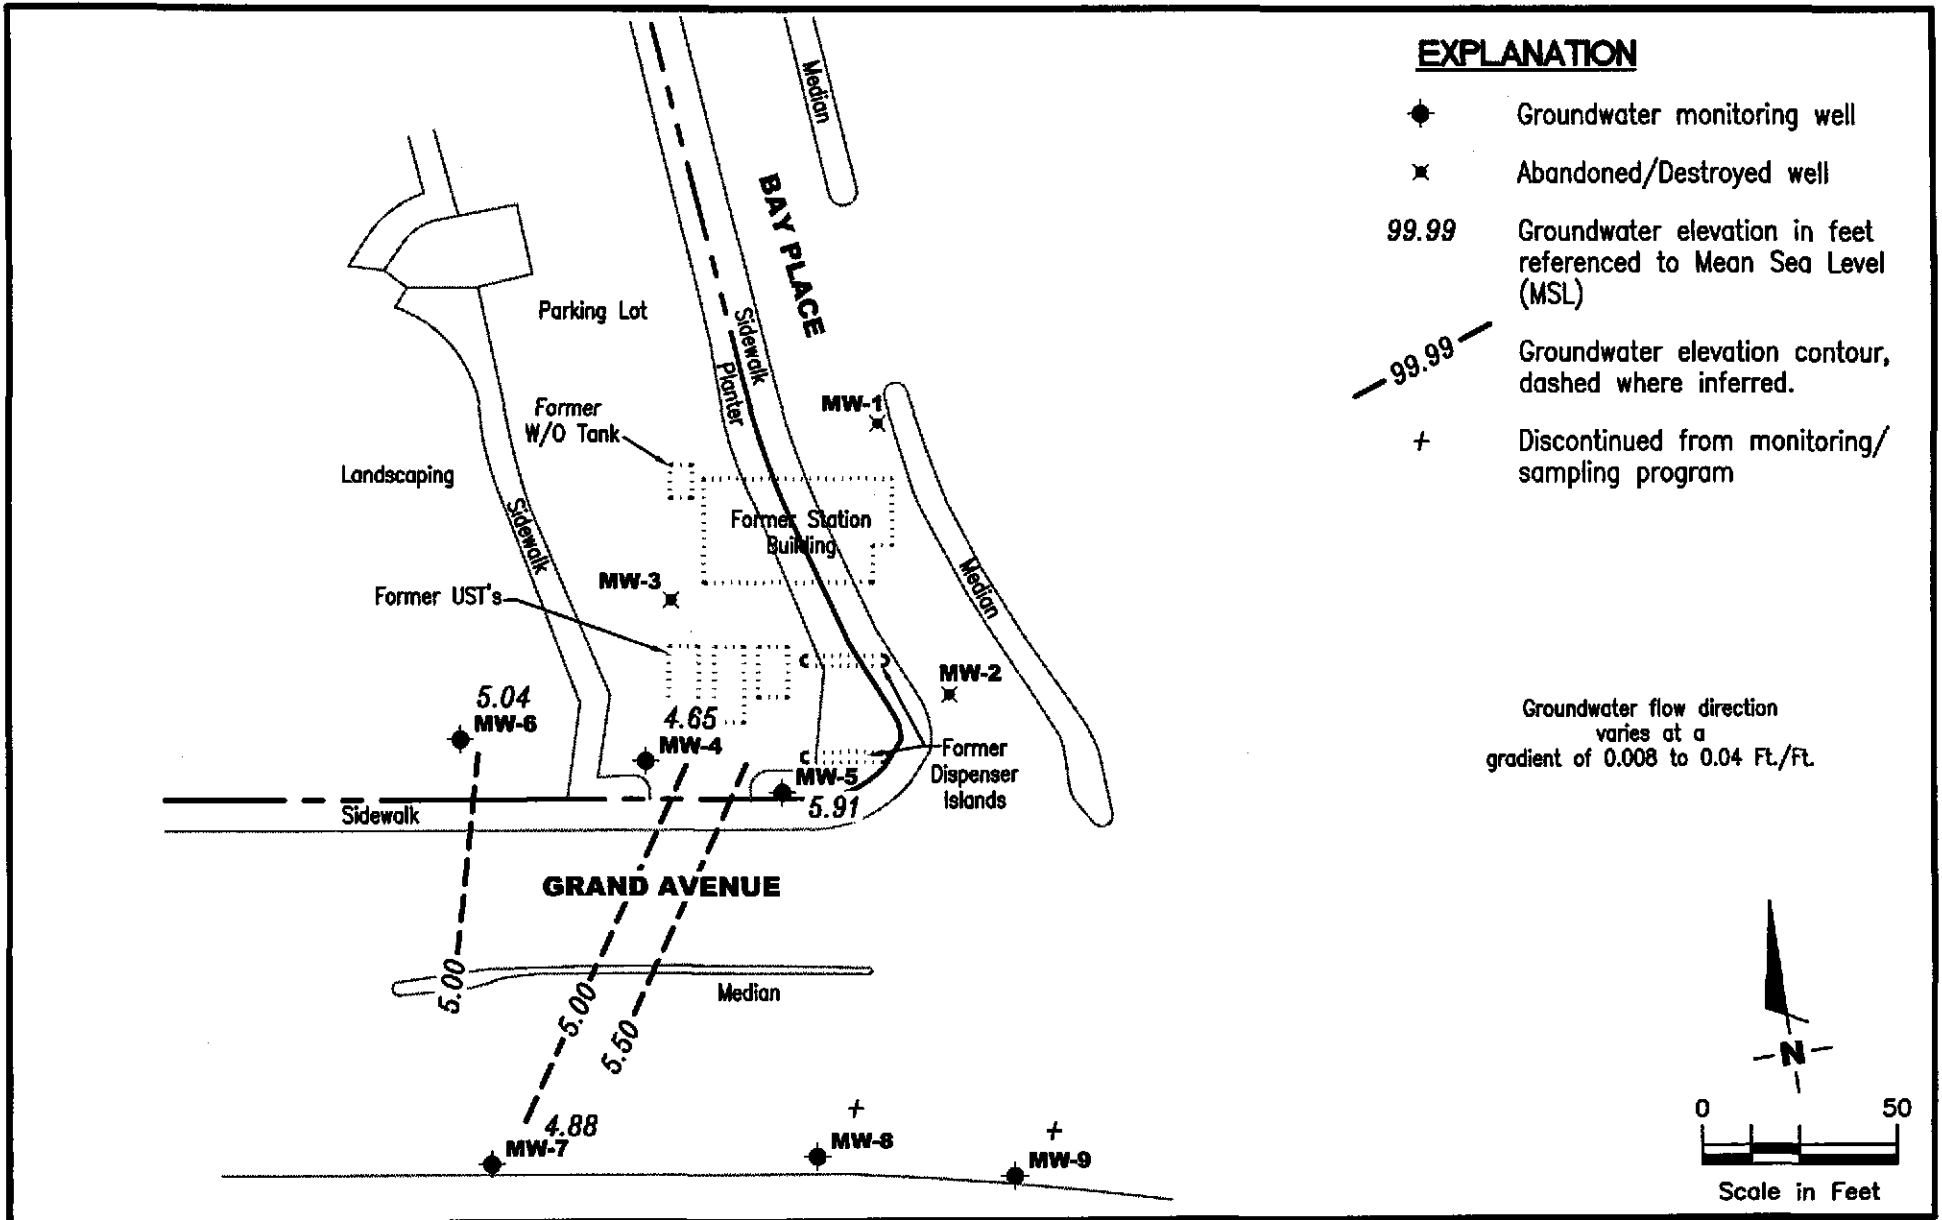 EXPLANATION
Groundwater monitoring well
Abandoned/Destroyed well
99.99
Groundwater elevation in feet
referenced to Mean Sea Level
(MSL)
99.99
Groundwater elevation contour,
dashed where inferred.
+
Discontinued from monitoring/
sampling program
Median
BAY PLACE
Parking Lot
Sidewalk
Planter
MW-1
Former
W/O Tank
Landscaping
Sidewalk
Former Station
Building
Median
MW-3
Former UST's
MW-2
5.04
MW-6
4.65
MW-4
Former
Dispenser
Islands
MW-5
5.91
Sidewalk
GRAND AVENUE
5.00
5.00
5.50
Median
4.88
MW-7
+
MW-8
+
MW-9
Groundwater flow direction
varies at a
gradient of 0.008 to 0.04 Ft./Ft.
N
0 50
Scale in Feet